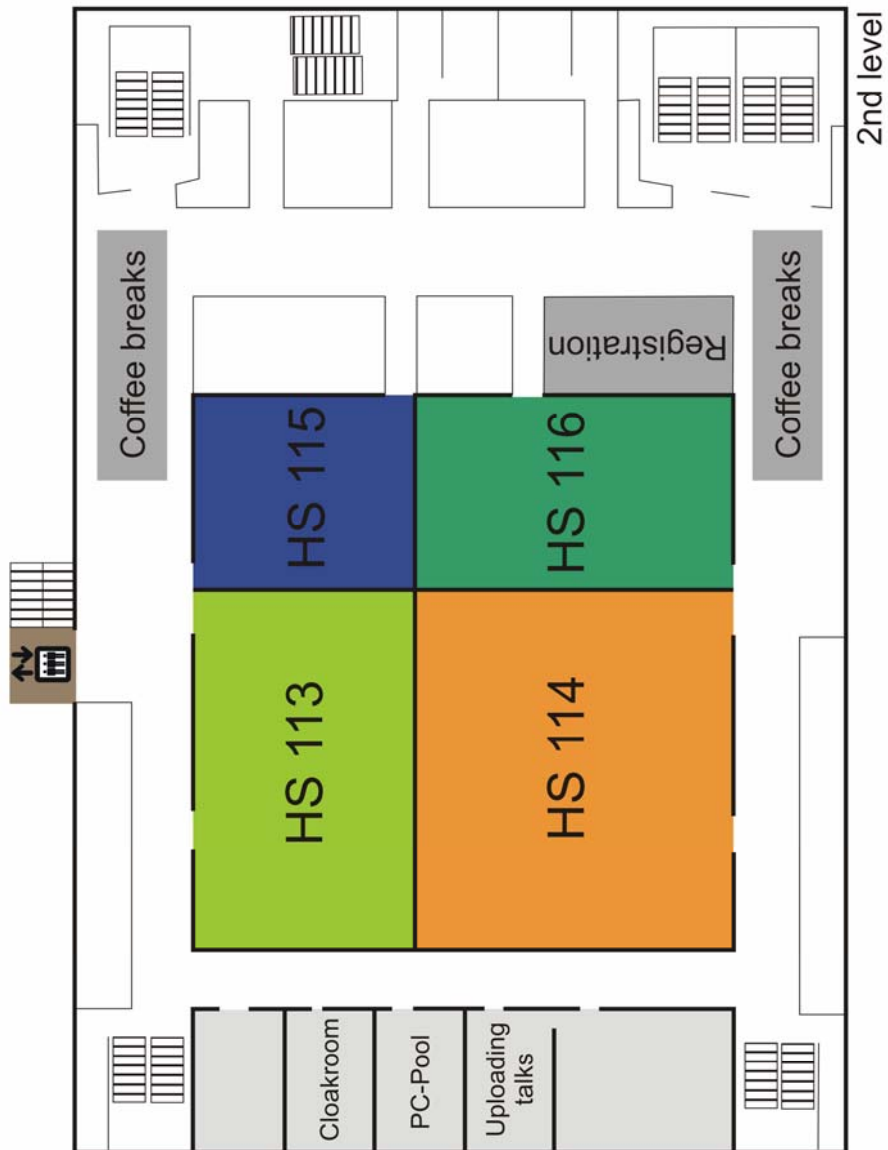 2nd level
Coffee breaks
Coffee breaks
Registration
HS 115
HS 116
HS 113
HS 114
Cloakroom
PC-Pool
Uploading
talks